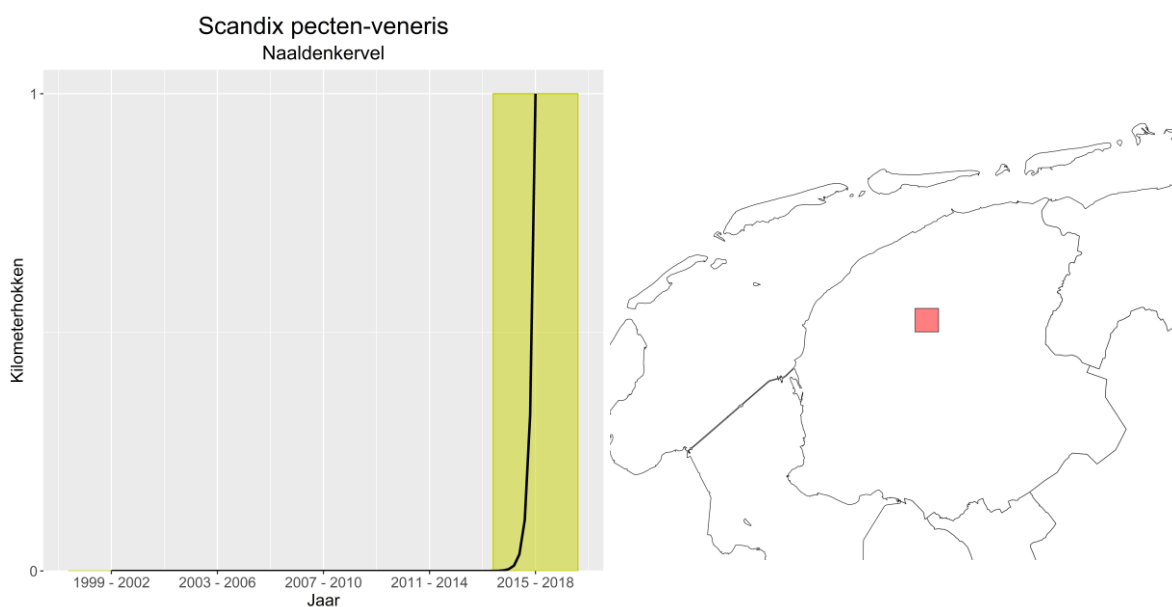 Scandix pecten-veneris
Naaldenkervel
1
Kilometerhokken
0
1999 - 2002
2003 - 2006
2007 - 2010
2011 - 2014
2015 - 2018
Jaar